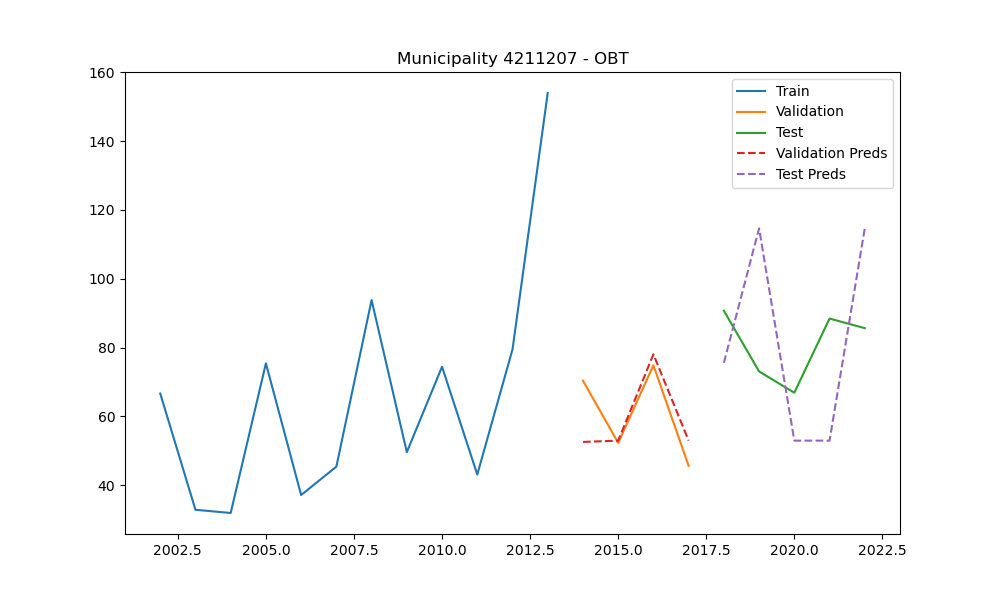 Municipality 4211207 - OBT
160
140
120
100
80
60
40
2002.5 2005.0 2007.5 2010.0 2012.5 2015.0 2017.5 2020.0 2022.5
Train
Validation
Test
Validation Preds
Test Preds